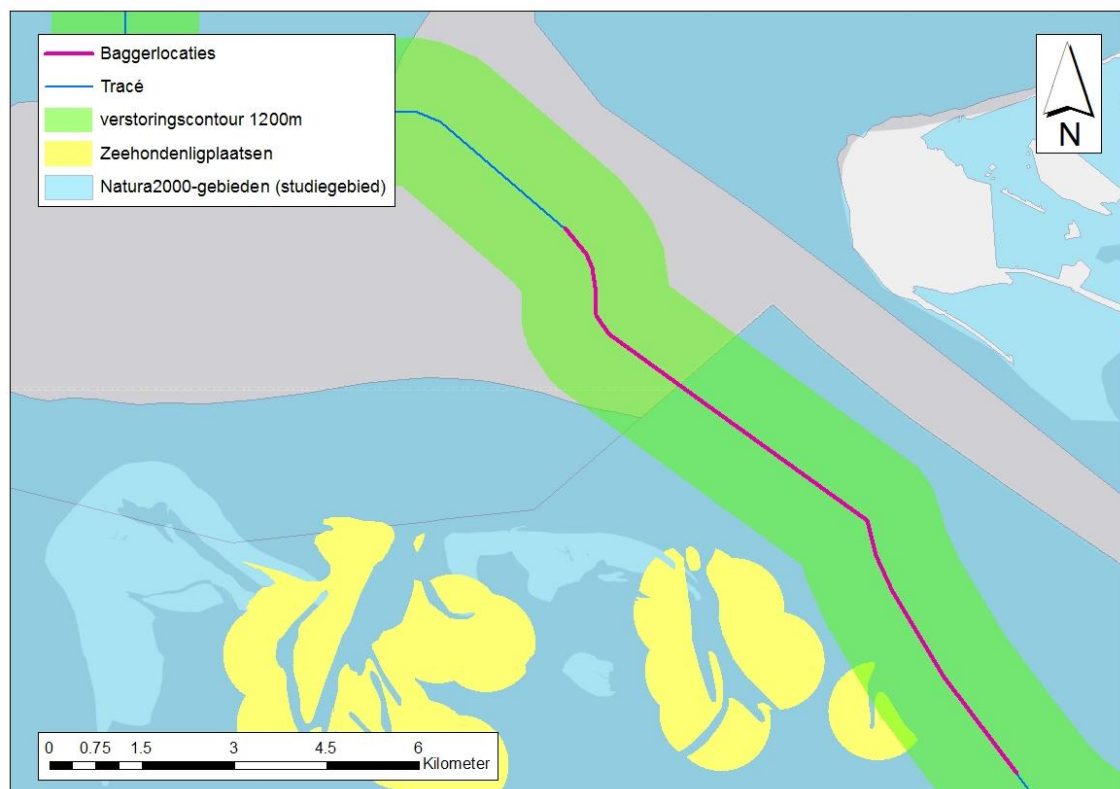 Baggerlocaties
Tracé
verstoringscontour 1200m
Zeehondenligplaatsen
Natura2000-gebieden (studiegebied)
N
0 0.75 1.5 3 4.5 6
Kilometer